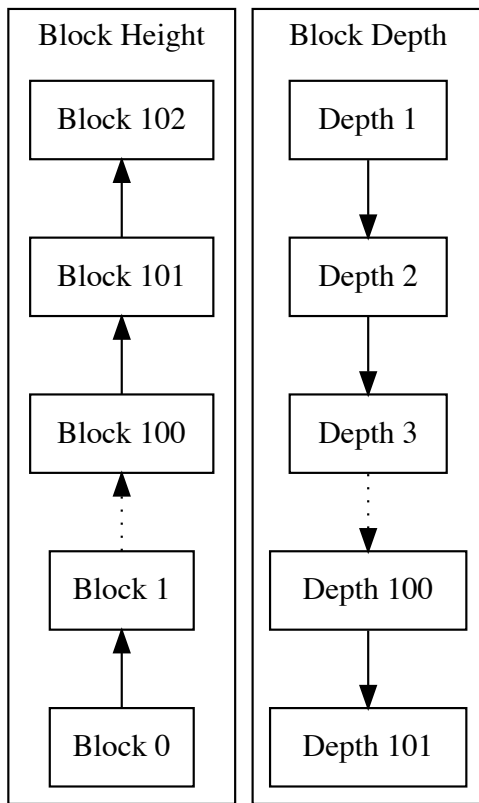 Block Height
Block 102
Block 101
Block 100
Block 1
Block 0
Block Depth
Depth 1
Depth 2
Depth 3
Depth 100
Depth 101